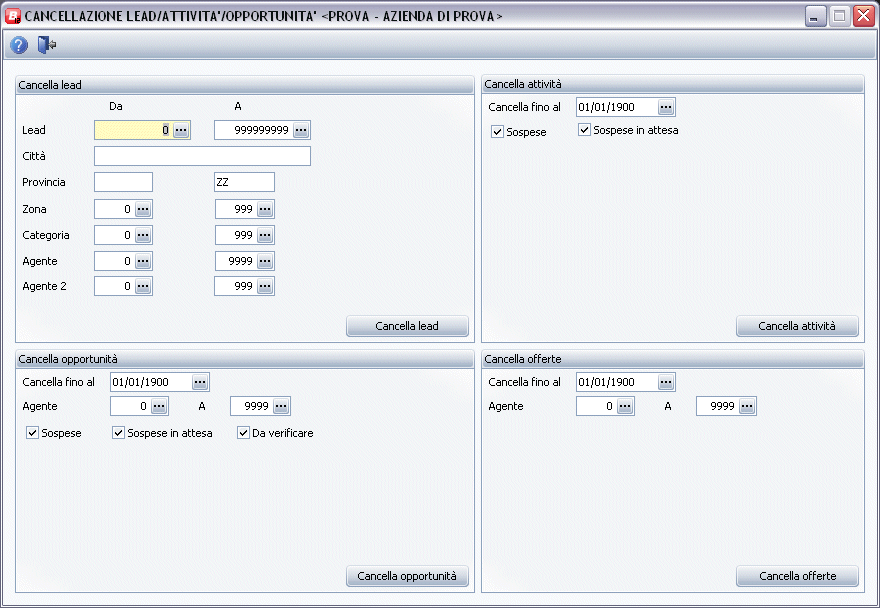 CANCELLAZIONE LEAD/ATTIVITA'/OPPORTUNITA' <PROVA - AZIENDA DI PROVA>
Cancella lead
Da A
Lead 0 ... 999999999 ...
Città
Provincia ZZ
Zona 0 ... 999 ...
Categoria 0 ... 999 ...
Agente 0 ... 9999 ...
Agente 2 0 ... 999 ...
Cancella lead
Cancella attività
Cancella fino al 01/01/1900 ...
Sospese Sospese in attesa
Cancella attività
Cancella opportunità
Cancella fino al 01/01/1900 ...
Agente 0 ... A 9999 ...
Sospese Sospese in attesa Da verificare
Cancella opportunità
Cancella offerte
Cancella fino al 01/01/1900 ...
Agente 0 ... A 9999 ...
Cancella offerte